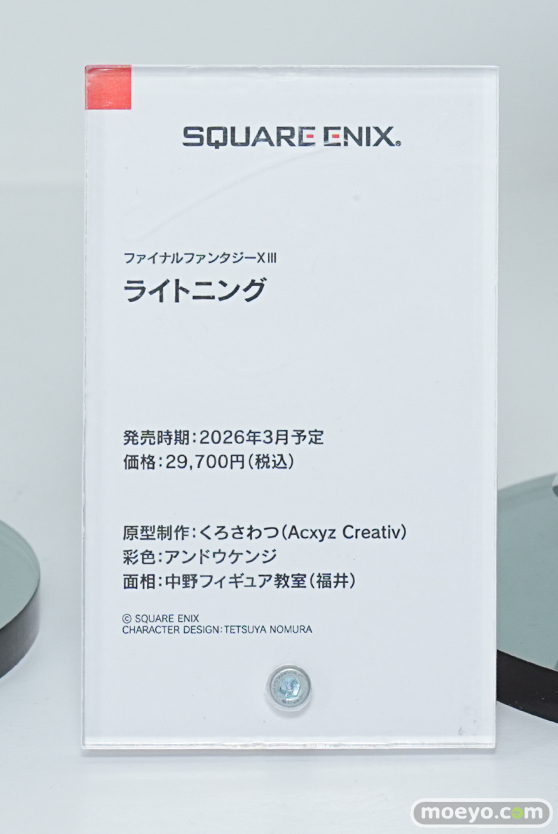 SQUARE ENIX®
ファイナルファンタジーXIII
ライトニング
発売時期:2026年3月予定
価格:29,700円(税込)
原型制作:くろさわつ(Acxyz Creativ)
彩色:アンドウケンジ
面相:中野フィギュア教室(福井)
© SQUARE ENIX
CHARACTER DESIGN:TETSUYA NOMURA
moeyo.com